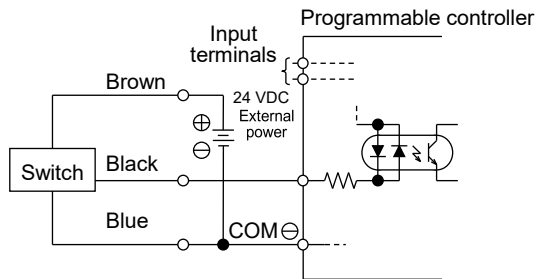 Programmable controller
Input
terminals
Brown
24 VDC
External
power
⊕
⊖
Switch
Black
Blue
COM⊖